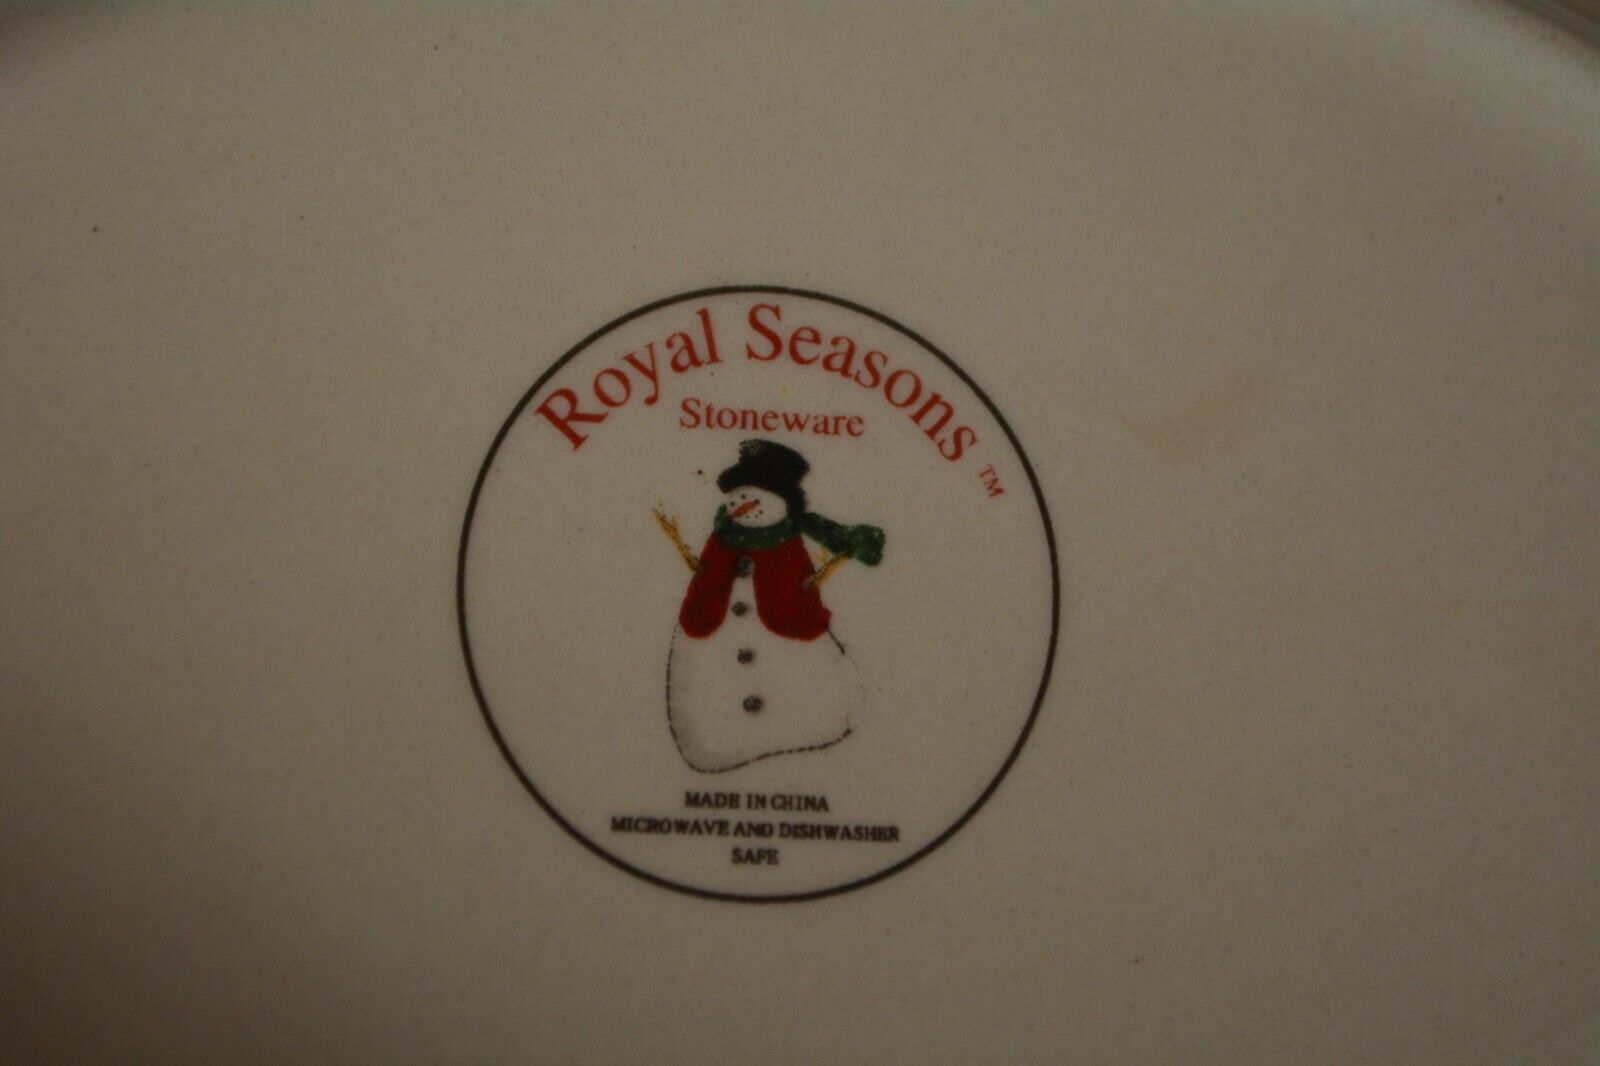 Royal Seasons ™
Stoneware
MADE IN CHINA
MICROWAVE AND DISHWASHER
SAFE